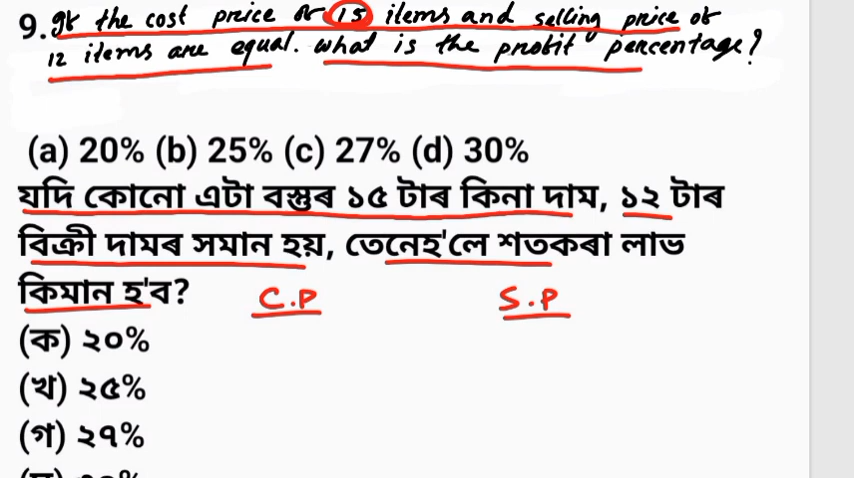 9. If the cost price of 15 items and selling price of
12 items are equal. what is the profit percentage?
(a) 20% (b) 25% (c) 27% (d) 30%
যদি কোনো এটা বস্তুৰ ১৫ টাৰ কিনা দাম, ১২ টাৰ
বিক্ৰী দামৰ সমান হয়, তেনেহ'লে শতকৰা লাভ
কিমান হ'ব? C.P S.P
(ক) ২০%
(খ) ২৫%
(গ) ২৭%